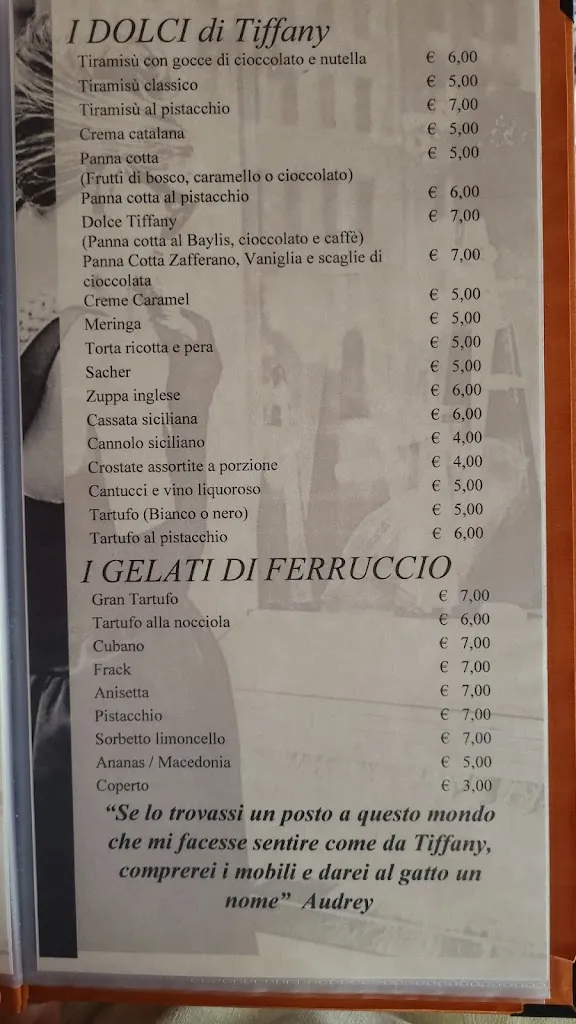 I DOLCI di Tiffany
Tiramisù con gocce di cioccolato e nutella € 6,00
Tiramisù classico € 5,00
Tiramisù al pistacchio € 7,00
Crema catalana € 5,00
Panna cotta € 5,00
(Frutti di bosco, caramello o cioccolato)
Panna cotta al pistacchio € 6,00
Dolce Tiffany € 7,00
(Panna cotta al Baylis, cioccolato e caffè)
Panna Cotta Zafferano, Vaniglia e scaglie di € 7,00
cioccolata
Creme Caramel € 5,00
Meringa € 5,00
Torta ricotta e pera € 5,00
Sacher € 5,00
Zuppa inglese € 6,00
Cassata siciliana € 6,00
Cannolo siciliano € 4,00
Crostate assortite a porzione € 4,00
Cantucci e vino liquoroso € 5,00
Tartufo (Bianco o nero) € 5,00
Tartufo al pistacchio € 6,00
I GELATI DI FERRUCCIO
Gran Tartufo € 7,00
Tartufo alla nocciola € 6,00
Cubano € 7,00
Frack € 7,00
Anisetta € 7,00
Pistacchio € 7,00
Sorbetto limoncello € 7,00
Ananas / Macedonia € 5,00
Coperto € 3,00
“Se lo trovassi un posto a questo mondo
che mi facesse sentire come da Tiffany,
comprerei i mobili e darei al gatto un
nome” Audrey